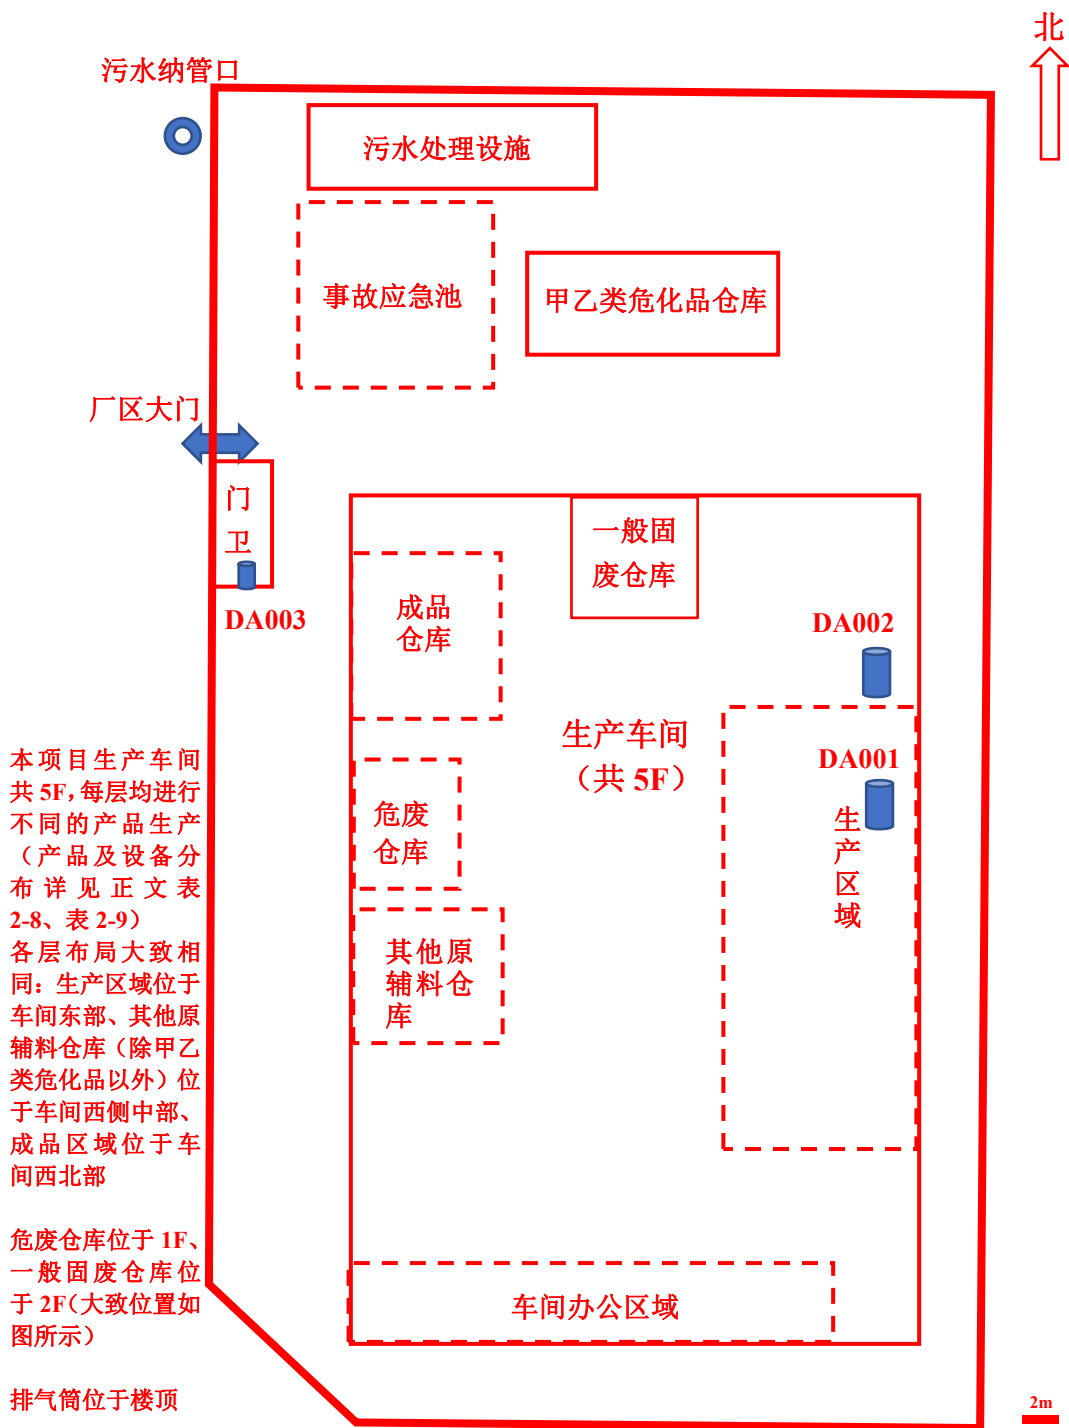 北
污水纳管口
污水处理设施
事故应急池
甲乙类危化品仓库
厂区大门
门
卫
DA003
一般固
废仓库
成品
仓库
DA002
生产车间
（共 5F）
DA001
生
产
区
域
危废
仓库
其他原
辅料仓
库
车间办公区域
本项目生产车间
共 5F，每层均进行
不同的产品生产
（产品及设备分
布详见正文表
2-8、表 2-9）
各层布局大致相
同：生产区域位于
车间东部、其他原
辅料仓库（除甲乙
类危化品以外）位
于车间西侧中部、
成品区域位于车
间西北部
危废仓库位于 1F、
一般固废仓库位
于 2F（大致位置如
图所示）
排气筒位于楼顶
2m